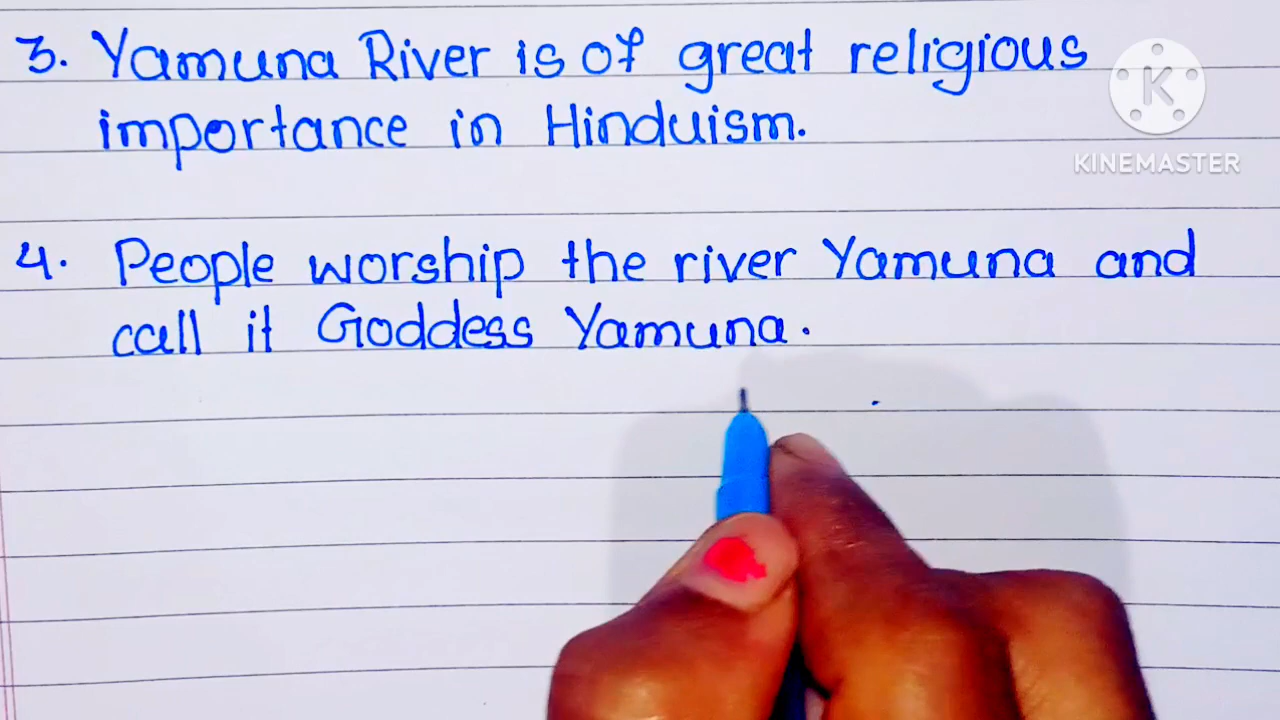 3. Yamuna River is of great religious
importance in Hinduism.
K
KINEMASTER
4. People worship the river Yamuna and
call it Goddess Yamuna.